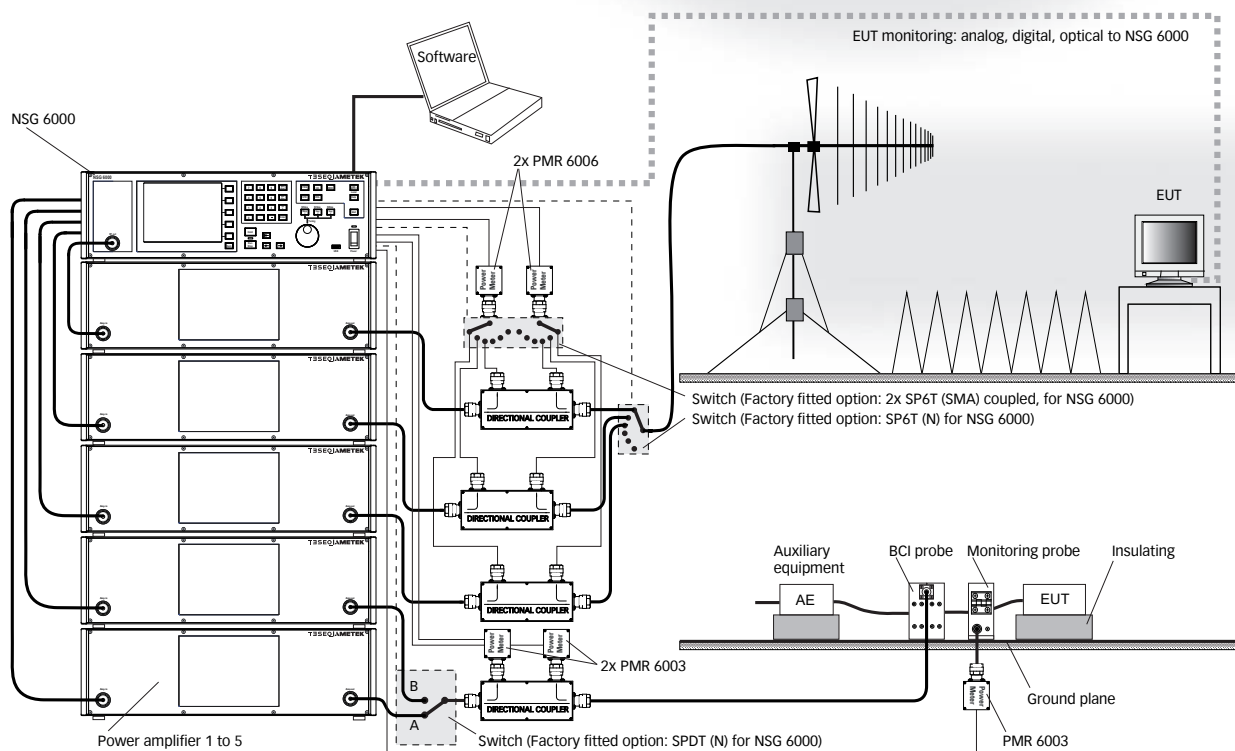 EUT monitoring: analog, digital, optical to NSG 6000
Software
NSG 6000
2x PMR 6006
EUT
NSG 6000
TESEQ AMETEK
Power
Meter
Power
Meter
TESEQ AMETEK
DIRECTIONAL COUPLER
Switch (Factory fitted option: 2x SP6T (SMA) coupled, for NSG 6000)
Switch (Factory fitted option: SP6T (N) for NSG 6000)
TESEQ AMETEK
DIRECTIONAL COUPLER
TESEQ AMETEK
DIRECTIONAL COUPLER
Auxiliary
equipment
BCI probe
Monitoring probe
Insulating
AE
EUT
TESEQ AMETEK
Power
Meter
Power
Meter
2x PMR 6003
TESEQ AMETEK
B
A
DIRECTIONAL COUPLER
Power
Meter
Ground plane
PMR 6003
Power amplifier 1 to 5
Switch (Factory fitted option: SPDT (N) for NSG 6000)